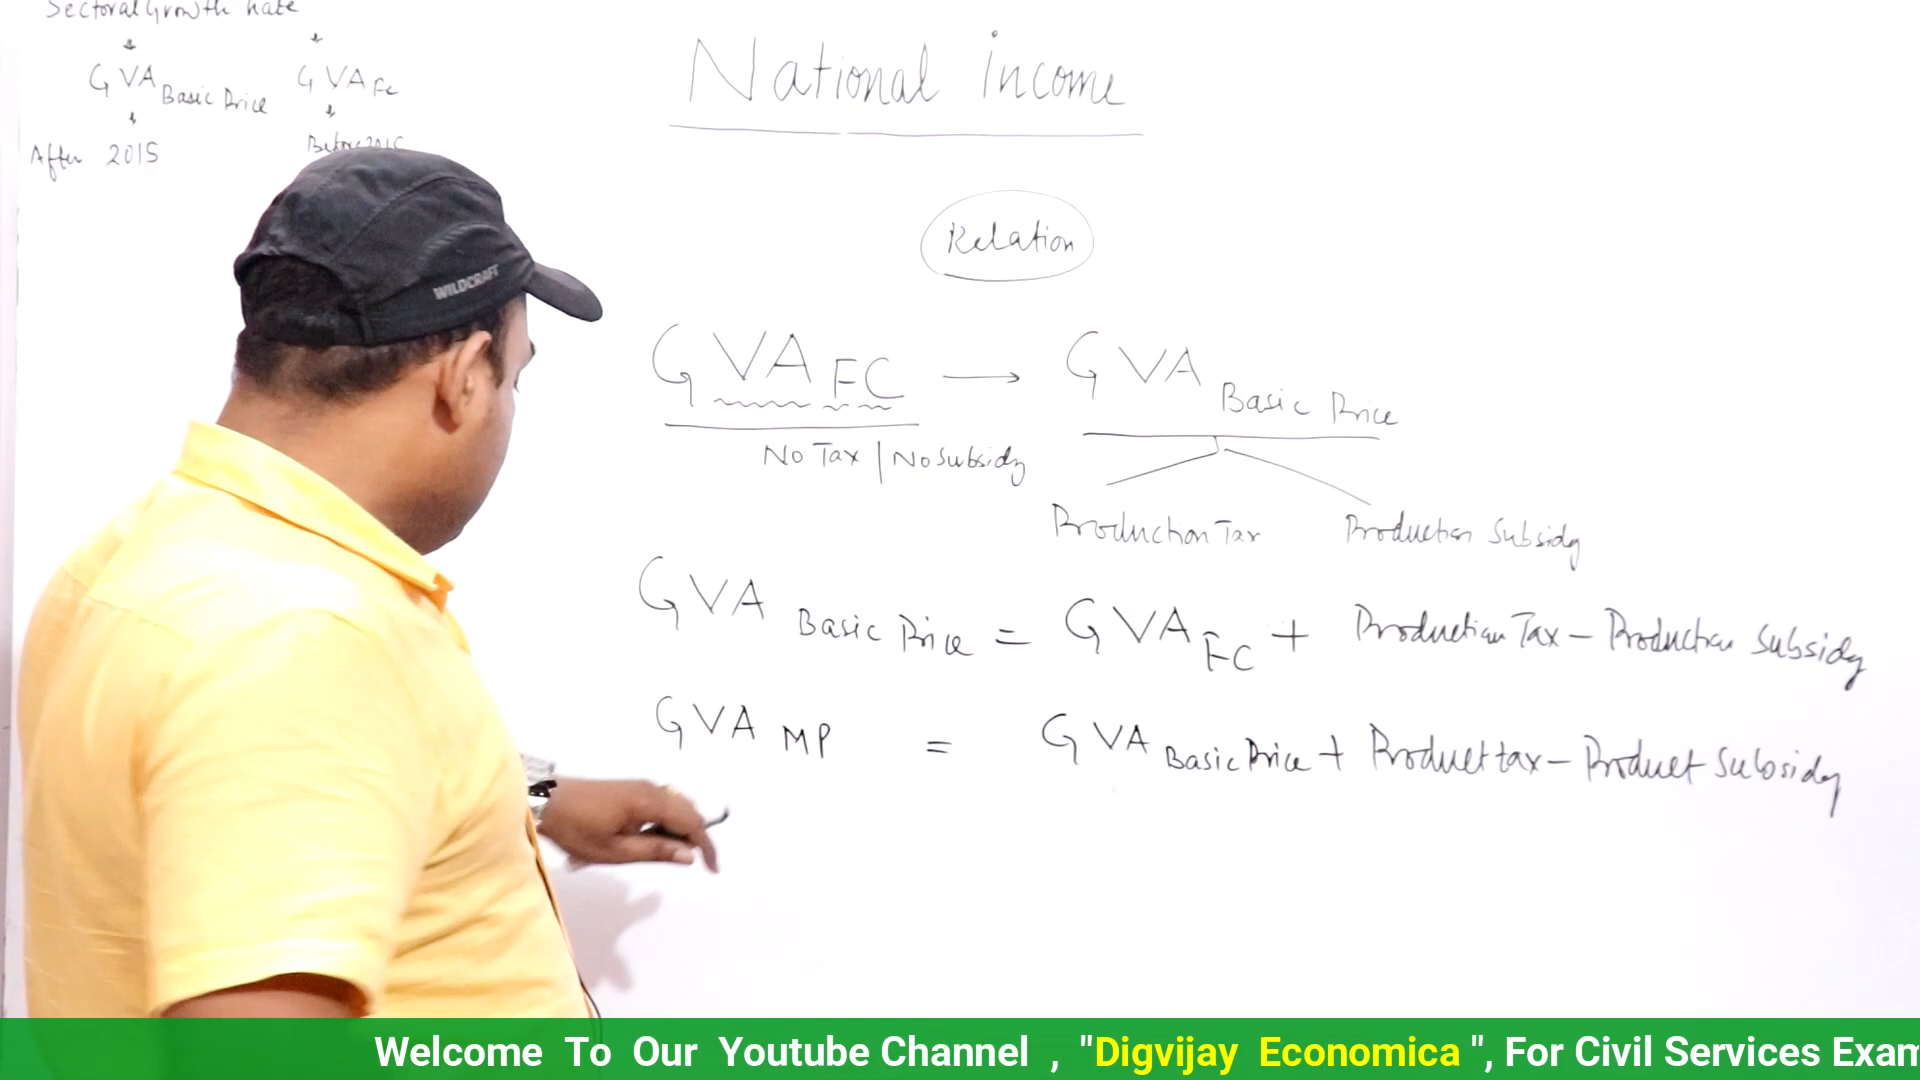 Sectoral Growth Rate
GVA Basic Price
GVA FC
After 2015
Before 2015
National Income
Relation
WILDCRAFT
GVA FC → GVA Basic Price
No Tax | No Subsidy
Production Tax Production Subsidy
GVA Basic Price = GVA FC + Production Tax - Production Subsidy
GVA MP = GVA Basic Price + Product tax - Product Subsidy
Welcome To Our Youtube Channel , "Digvijay Economica ", For Civil Services Exam